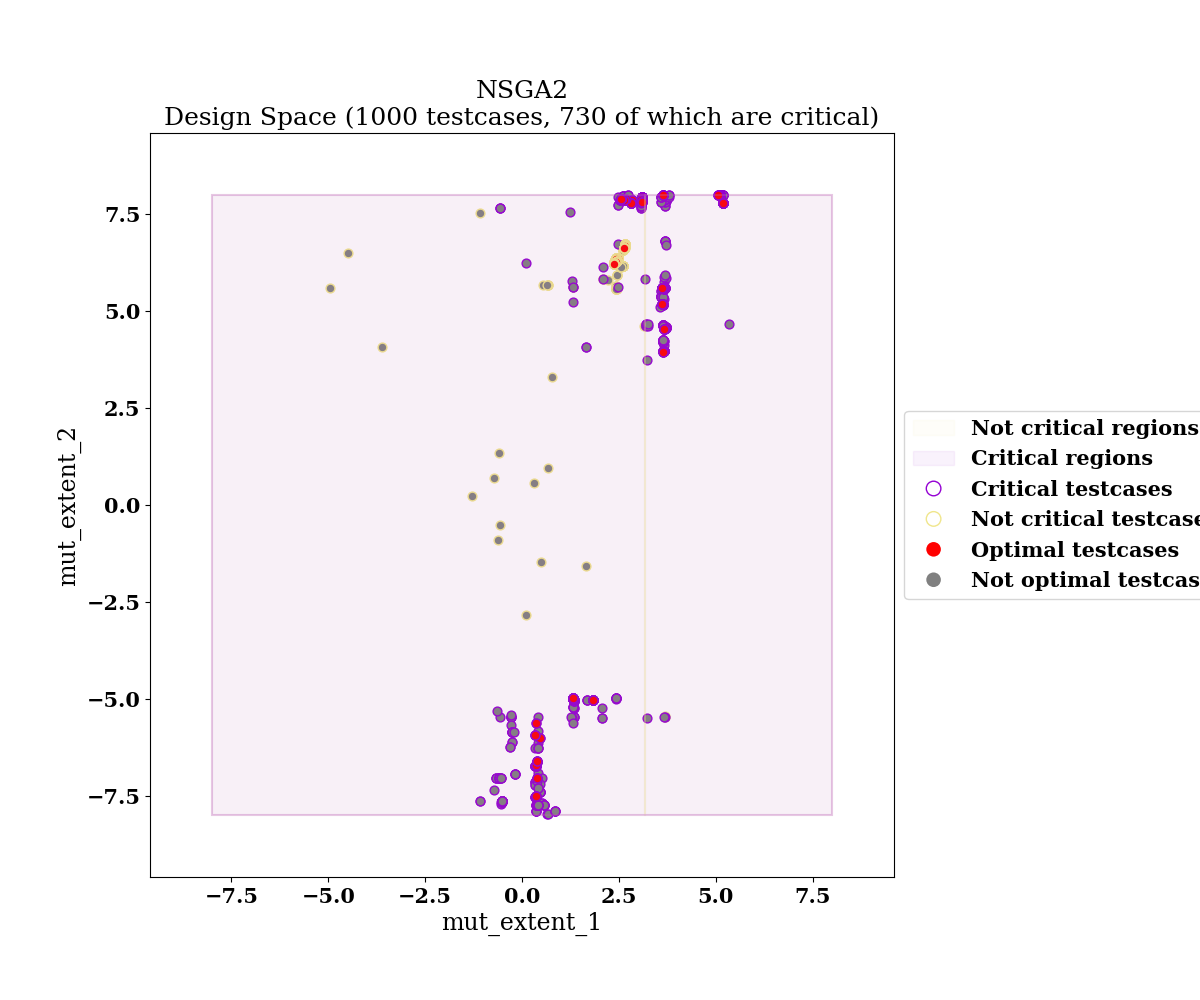 NSGA2
Design Space (1000 testcases, 730 of which are critical)
mut_extent_2
7.5
5.0
2.5
0.0
−2.5
−5.0
−7.5
−7.5
−5.0
−2.5
0.0
2.5
5.0
7.5
mut_extent_1
Not critical regions
Critical regions
Critical testcases
Not critical testcase
Optimal testcases
Not optimal testcas